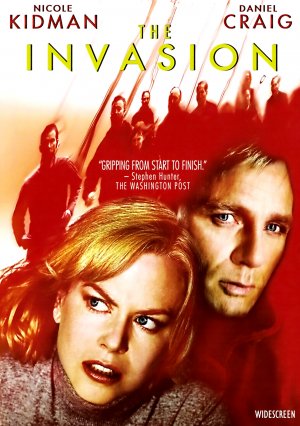 NICOLE
KIDMAN
DANIEL
CRAIG
THE
INVASION
"GRIPPING FROM START TO FINISH."
– Stephen Hunter,
THE WASHINGTON POST
WIDESCREEN